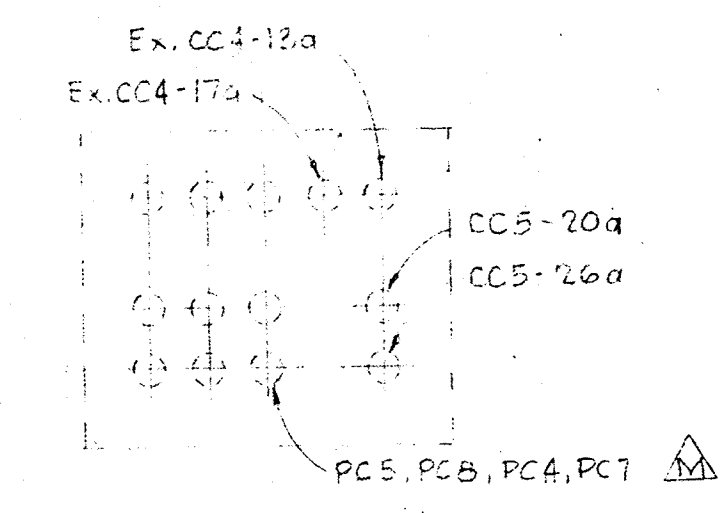 Ex. CC4-13a
Ex. CC4-17a
CC5-20a
CC5-26a
PC5, PC8, PC4, PC7
M